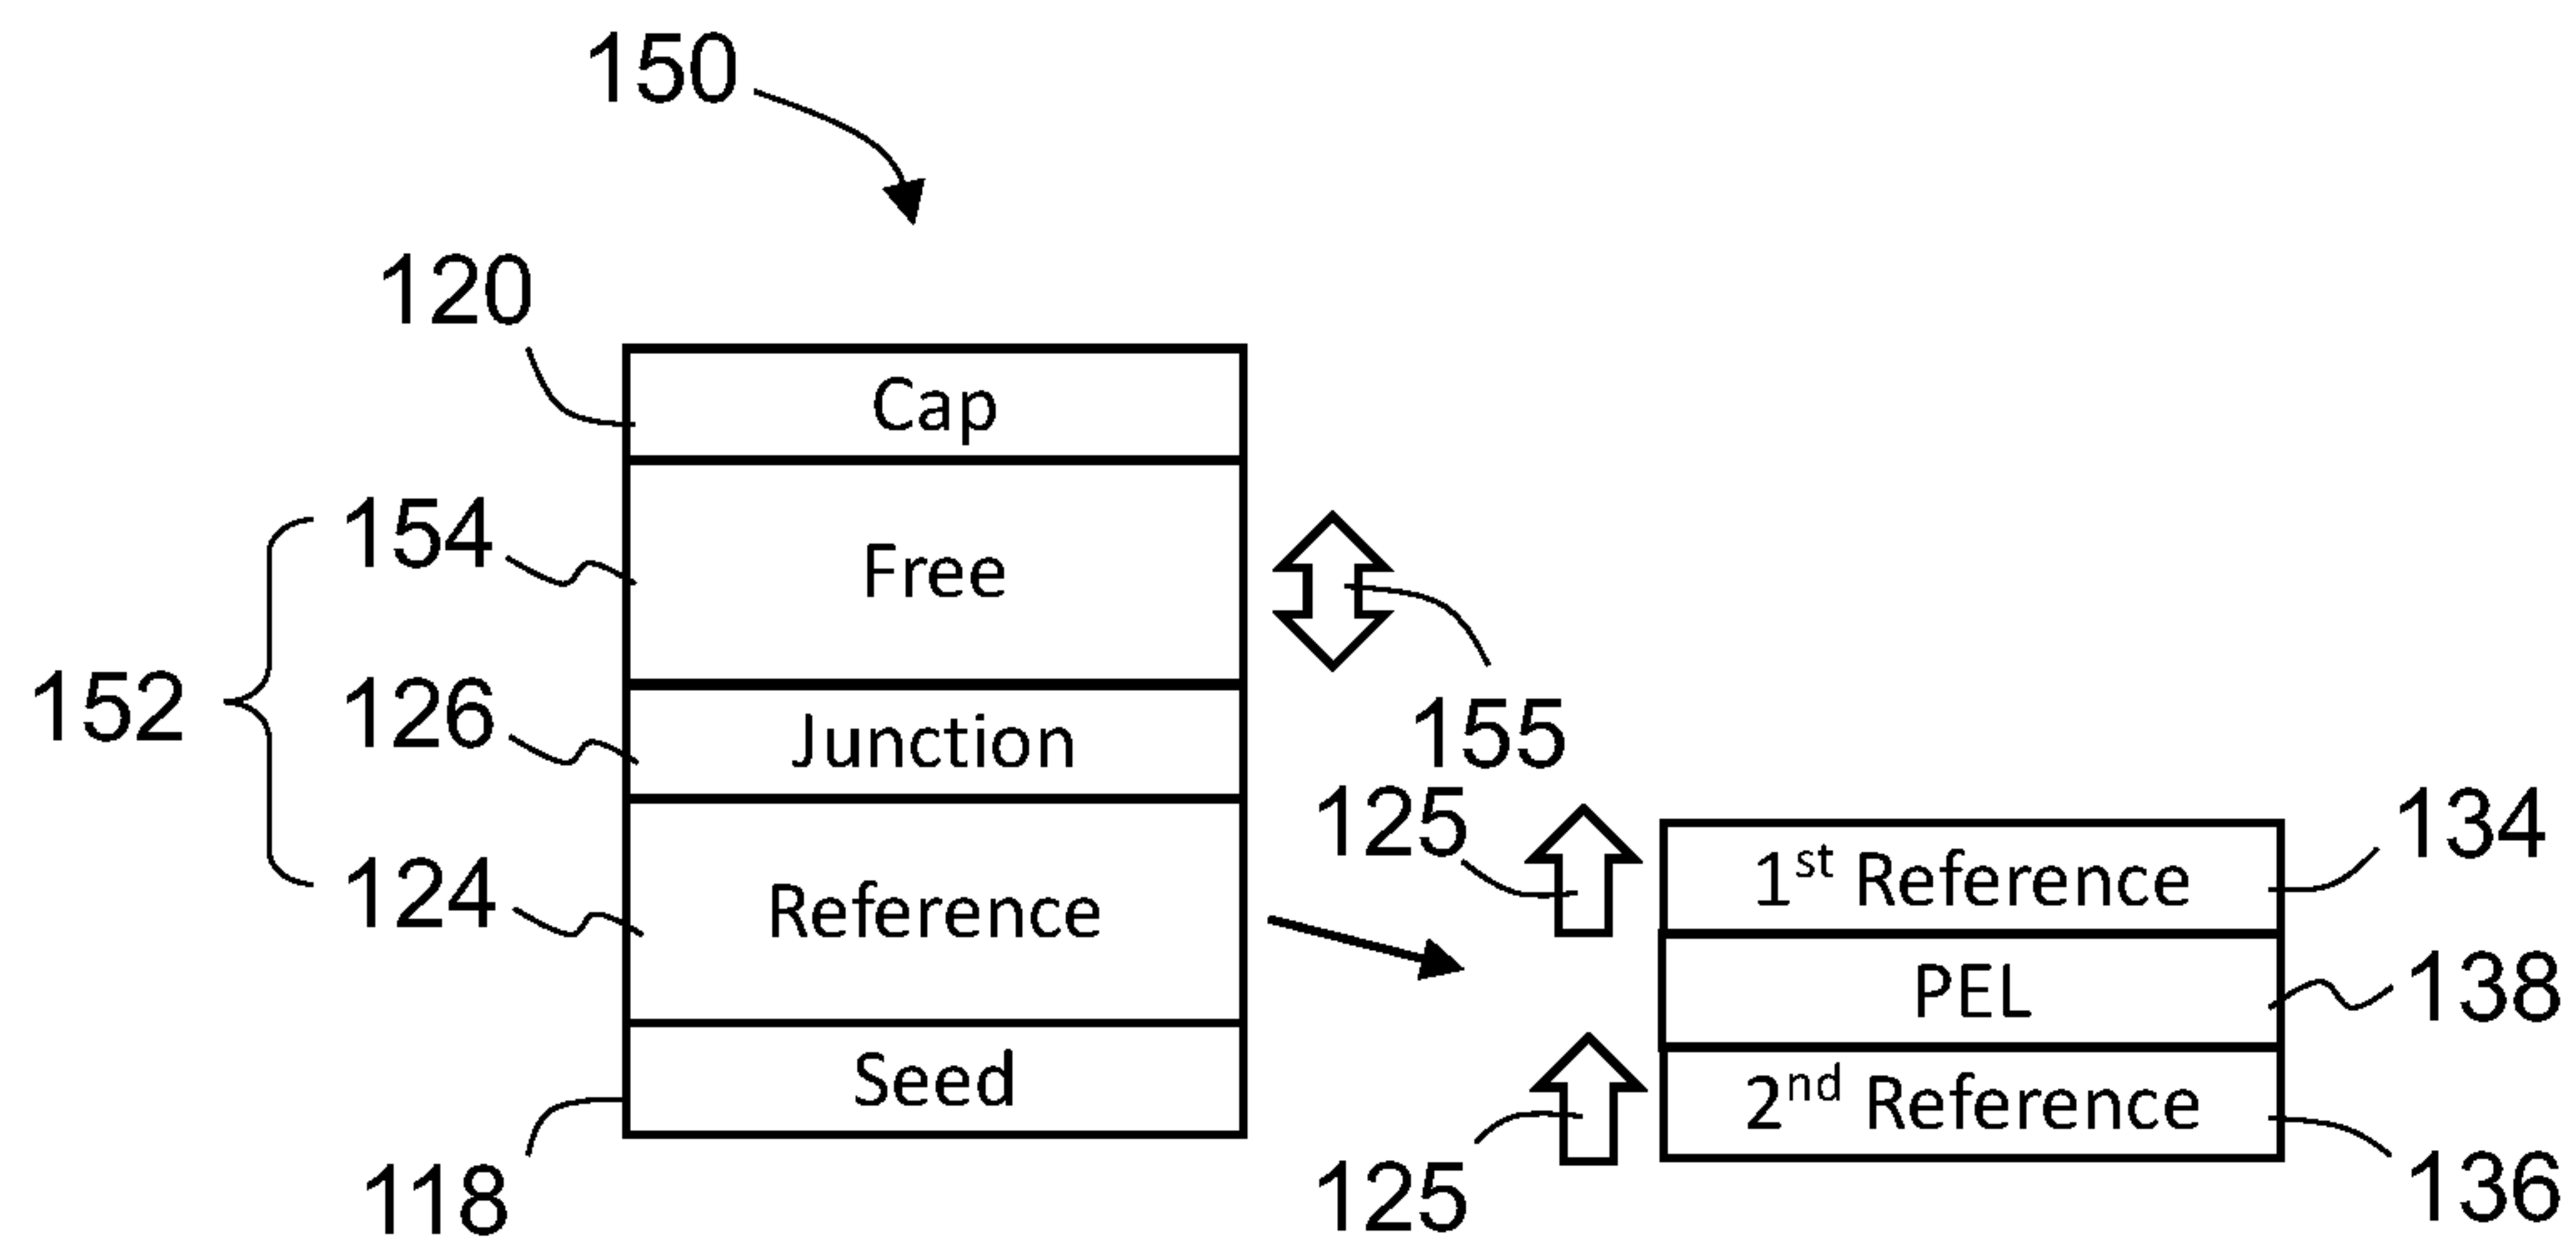 150
120
Cap
154
Free
152
126
Junction
155
125
134
1st Reference
124
Reference
PEL
138
Seed
2nd Reference
118
125
136